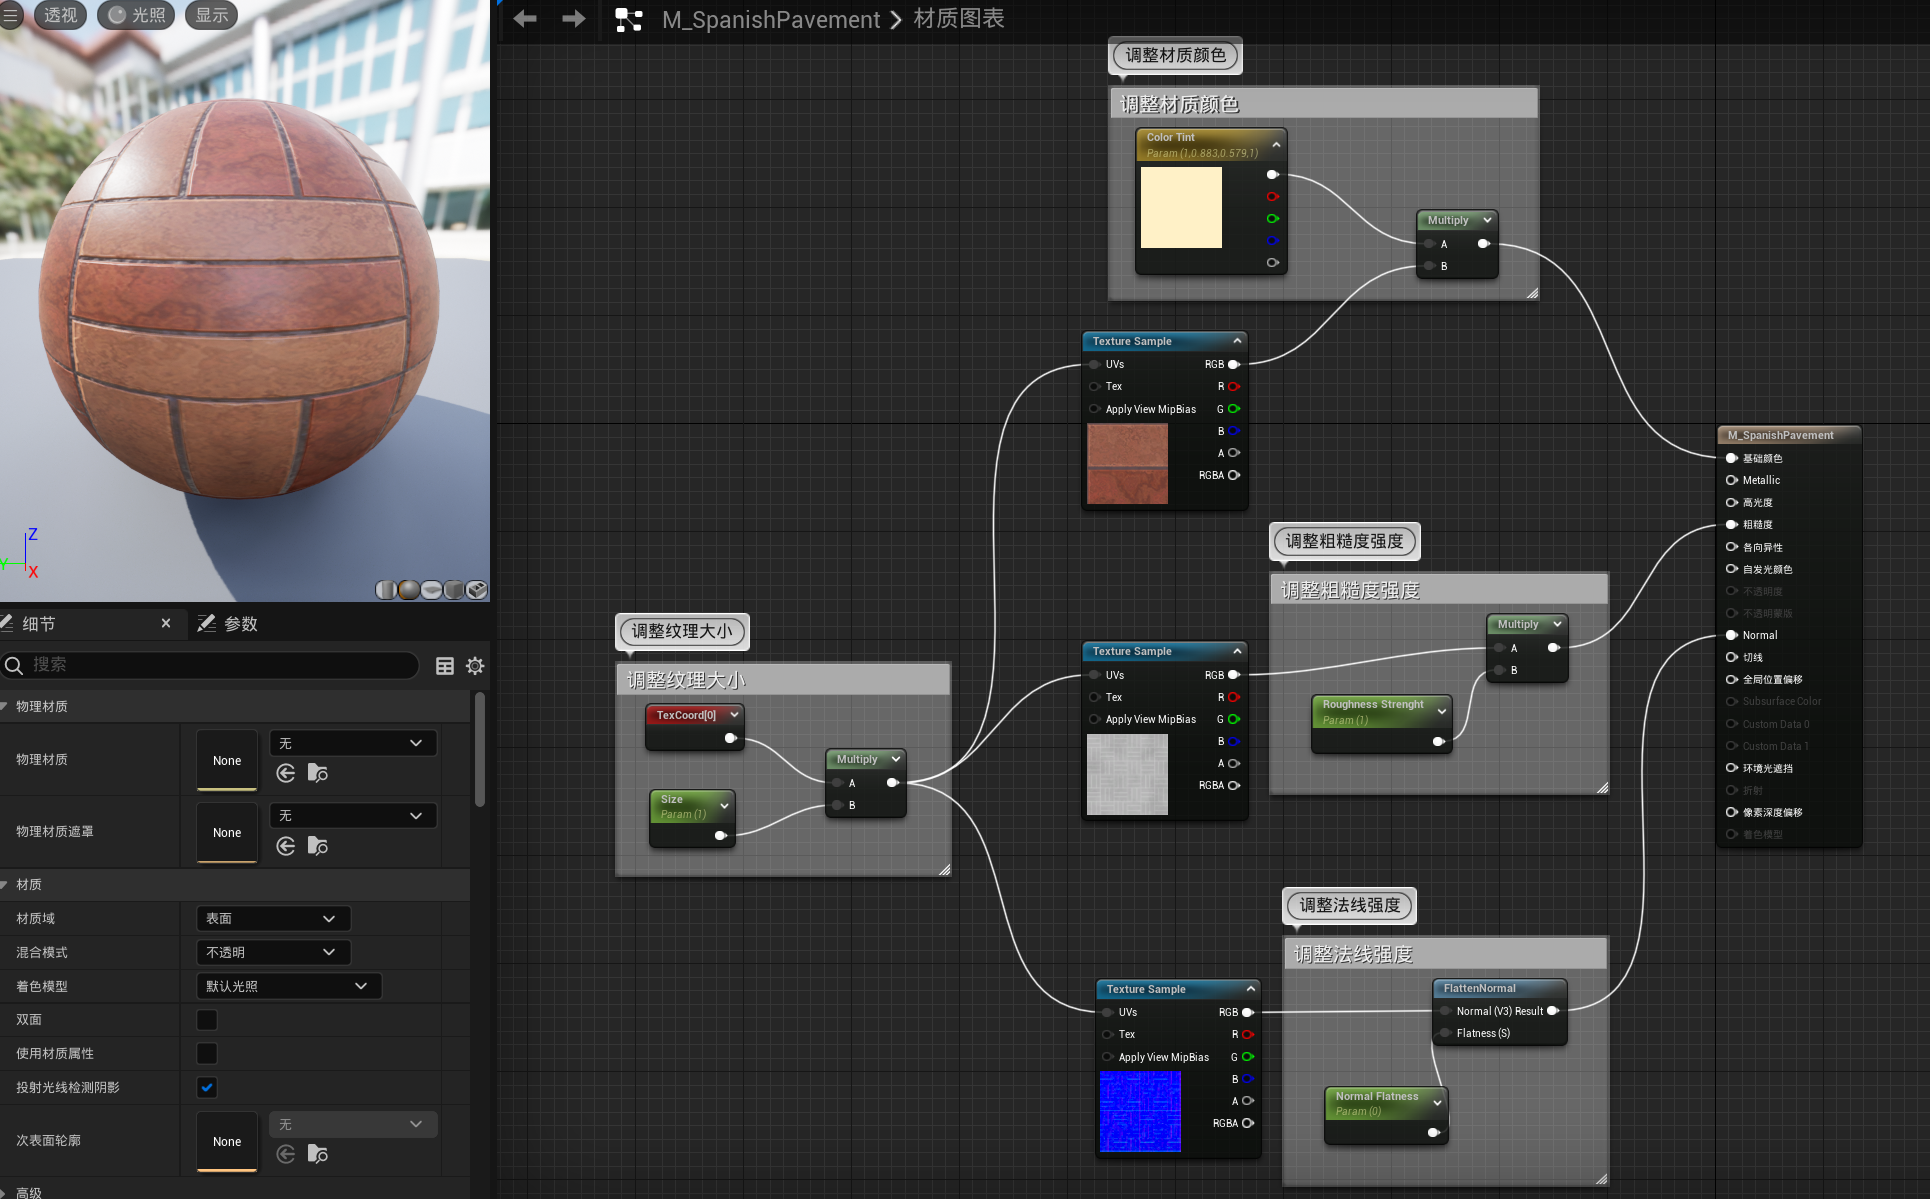 透视
光照
显示
Z
Y
X
细节
参数
搜索
物理材质
物理材质
None
无
物理材质遮罩
None
无
材质
材质域
表面
混合模式
不透明
着色模型
默认光照
双面
使用材质属性
投射光线检测阴影
次表面轮廓
None
无
高级
M_SpanishPavement
材质图表
调整材质颜色
调整材质颜色
Color Tint
Param (1,0.883,0.579,1)
Multiply
A
B
Texture Sample
UVs
RGB
Tex
R
Apply View MipBias
G
B
A
RGBA
调整纹理大小
调整纹理大小
TexCoord[0]
Size
Param (1)
Multiply
A
B
Texture Sample
UVs
RGB
Tex
R
Apply View MipBias
G
B
A
RGBA
调整粗糙度强度
调整粗糙度强度
Multiply
A
B
Roughness Strenght
Param (1)
Texture Sample
UVs
RGB
Tex
R
Apply View MipBias
G
B
A
RGBA
调整法线强度
调整法线强度
FlattenNormal
Normal (V3) Result
Flatness (S)
Normal Flatness
Param (0)
M_SpanishPavement
基础颜色
Metallic
高光度
粗糙度
各向异性
自发光颜色
不透明度
不透明蒙版
Normal
切线
全局位置偏移
Subsurface Color
Custom Data 0
Custom Data 1
环境光遮挡
折射
像素深度偏移
着色模型